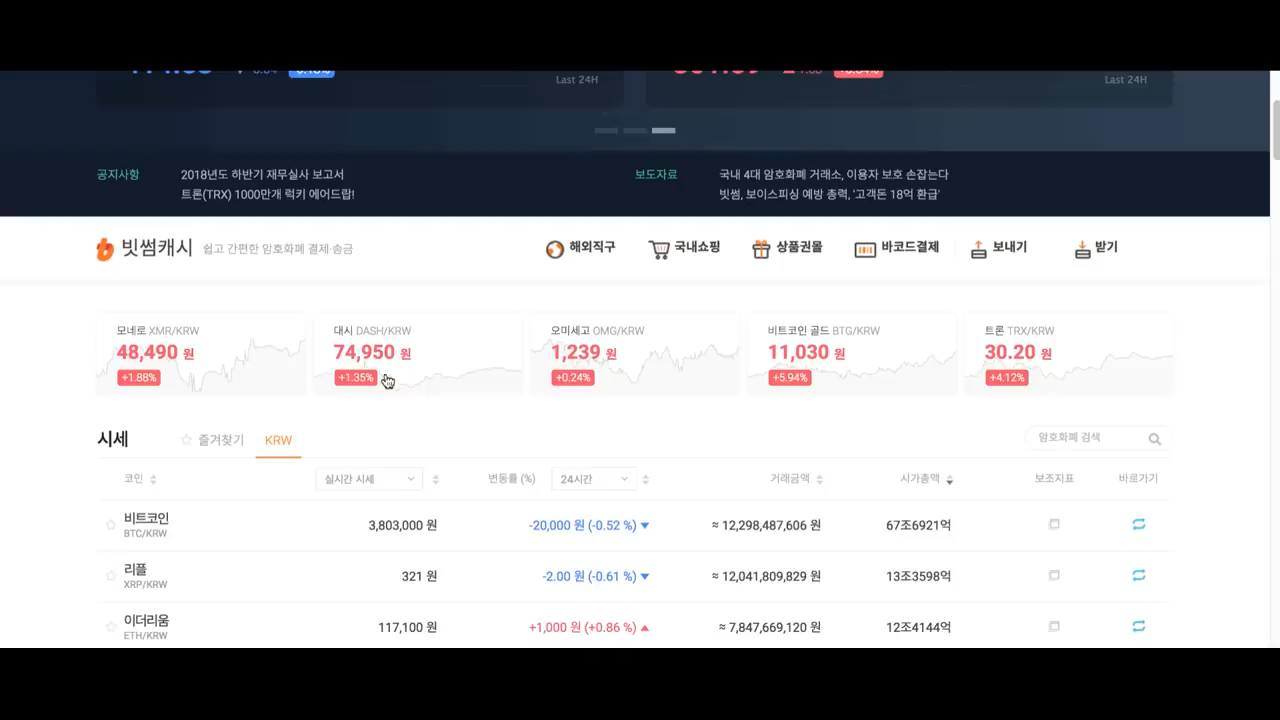 Last 24H
Last 24H
공지사항
2018년도 하반기 재무실사 보고서
트론(TRX) 1000만개 럭키 에어드랍!
보도자료
국내 4대 암호화폐 거래소, 이용자 보호 손잡는다
빗썸, 보이스피싱 예방 총력, '고객돈 18억 환급'
빗썸캐시 쉽고 간편한 암호화폐 결제·송금
해외직구 국내쇼핑 상품권몰 바코드결제 보내기 받기
모네로 XMR/KRW
48,490 원
+1.88%
대시 DASH/KRW
74,950 원
+1.35%
오미세고 OMG/KRW
1,239 원
+0.24%
비트코인 골드 BTG/KRW
11,030 원
+5.94%
트론 TRX/KRW
30.20 원
+4.12%
시세 즐겨찾기 KRW 암호화폐 검색
코인 실시간 시세 변동률 (%) 24시간 거래금액 시가총액 보조지표 바로가기
비트코인
BTC/KRW
3,803,000 원 -20,000 원 (-0.52 %) ▼ ≈ 12,298,487,606 원 67조6921억
리플
XRP/KRW
321 원 -2.00 원 (-0.61 %) ▼ ≈ 12,041,809,829 원 13조3598억
이더리움
ETH/KRW
117,100 원 +1,000 원 (+0.86 %) ▲ ≈ 7,847,669,120 원 12조4144억